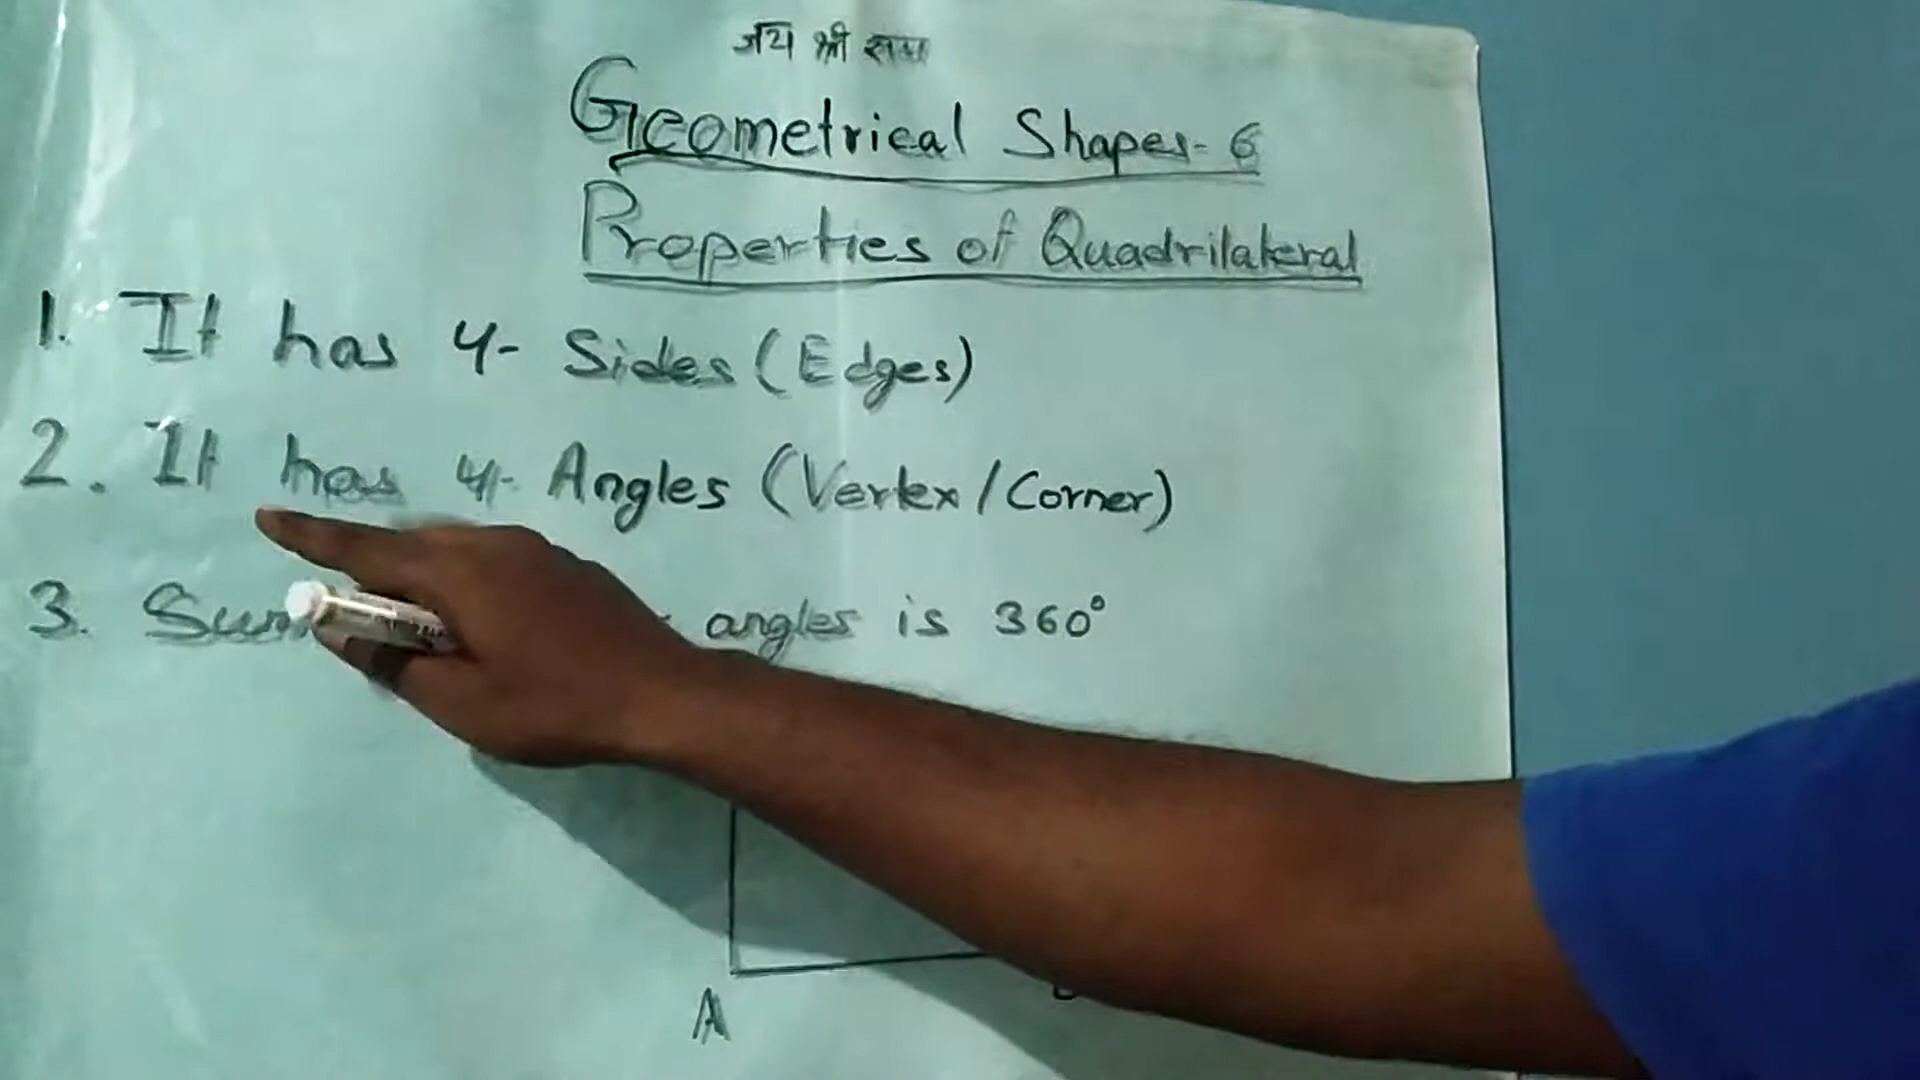 जय श्री राम
Geometrical Shapes-6
Properties of Quadrilateral
1. It has 4- Sides (Edges)
2. It has 4- Angles (Vertex/Corner)
3. angles is 360°
A